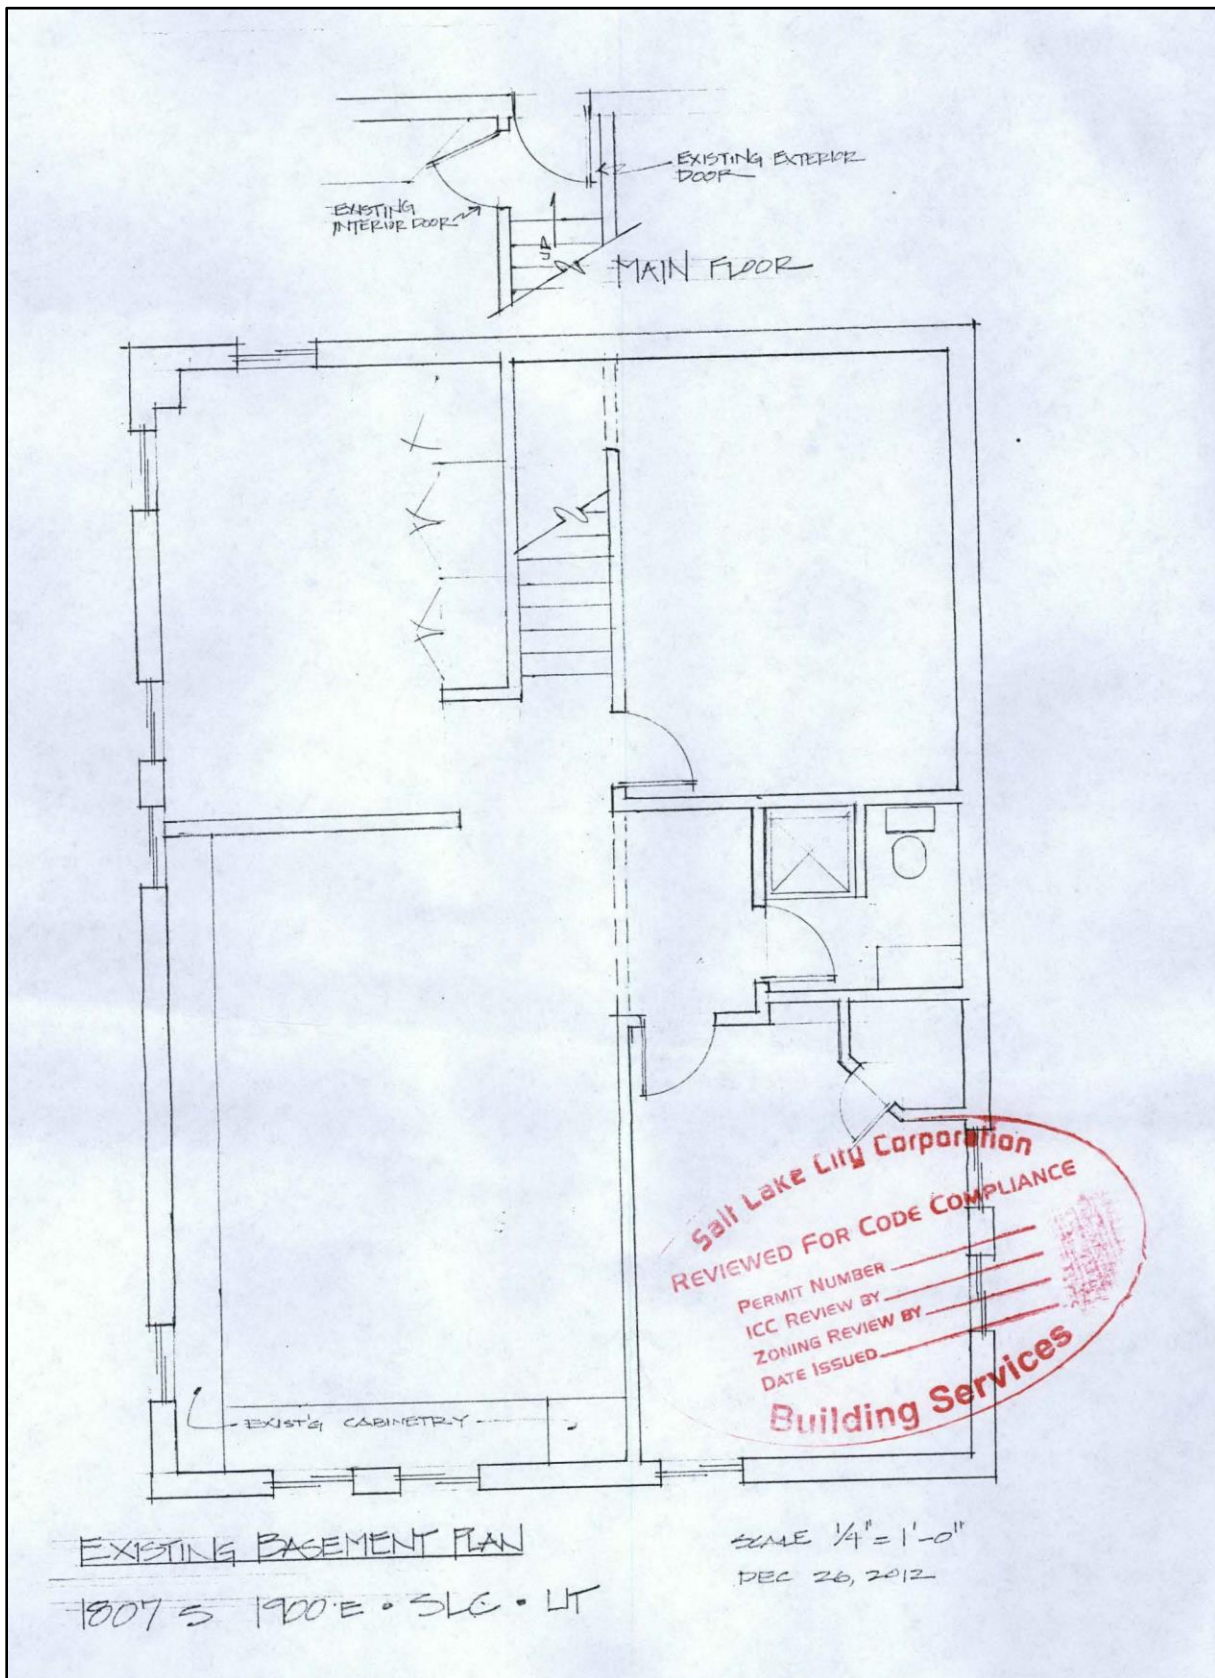 EXISTING EXTERIOR
DOOR
EXISTING
INTERIOR DOOR
UP
MAIN FLOOR
Salt Lake City Corporation
REVIEWED FOR CODE COMPLIANCE
PERMIT NUMBER
ICC REVIEW BY
ZONING REVIEW BY
DATE ISSUED
Building Services
EXIST'G CABINETRY
EXISTING BASEMENT PLAN
SCALE 1/4" = 1'-0"
DEC 26, 2012
1807 S 1900 E • SLC • UT